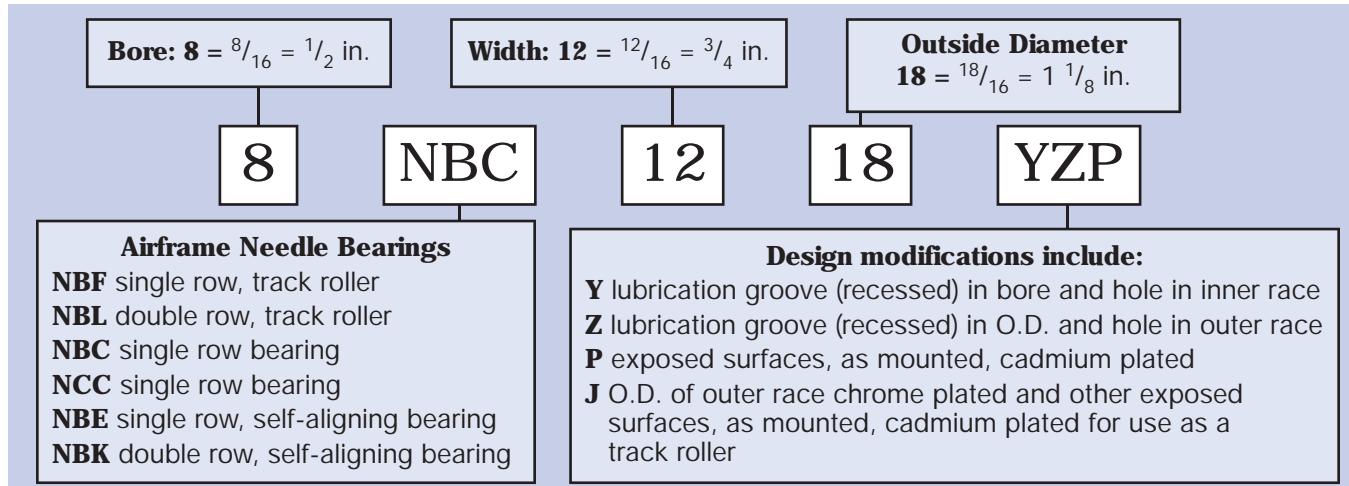 Bore: 8 = 8/16 = 1/2 in.
Width: 12 = 12/16 = 3/4 in.
Outside Diameter
18 = 18/16 = 1 1/8 in.
8 NBC 12 18 YZP
Airframe Needle Bearings
NBF single row, track roller
NBL double row, track roller
NBC single row bearing
NCC single row bearing
NBE single row, self-aligning bearing
NBK double row, self-aligning bearing
Design modifications include:
Y lubrication groove (recessed) in bore and hole in inner race
Z lubrication groove (recessed) in O.D. and hole in outer race
P exposed surfaces, as mounted, cadmium plated
J O.D. of outer race chrome plated and other exposed
surfaces, as mounted, cadmium plated for use as a
track roller